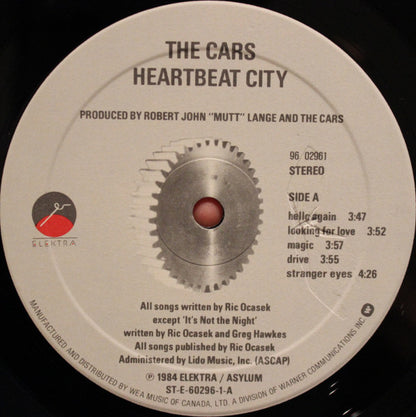 THE CARS
HEARTBEAT CITY
PRODUCED BY ROBERT JOHN "MUTT" LANGE AND THE CARS
96 02961
STEREO
SIDE A
hello again 3:47
looking for love 3:52
magic 3:57
drive 3:55
stranger eyes 4:26
ELEKTRA
All songs written by Ric Ocasek
except 'It's Not the Night'
written by Ric Ocasek and Greg Hawkes
All songs published by Ric Ocasek
Administered by Lido Music, Inc. (ASCAP)
℗ 1984 ELEKTRA / ASYLUM
ST-E-60296-1-A
MANUFACTURED AND DISTRIBUTED BY WEA MUSIC OF CANADA, LTD. A DIVISION OF WARNER COMMUNICATIONS INC